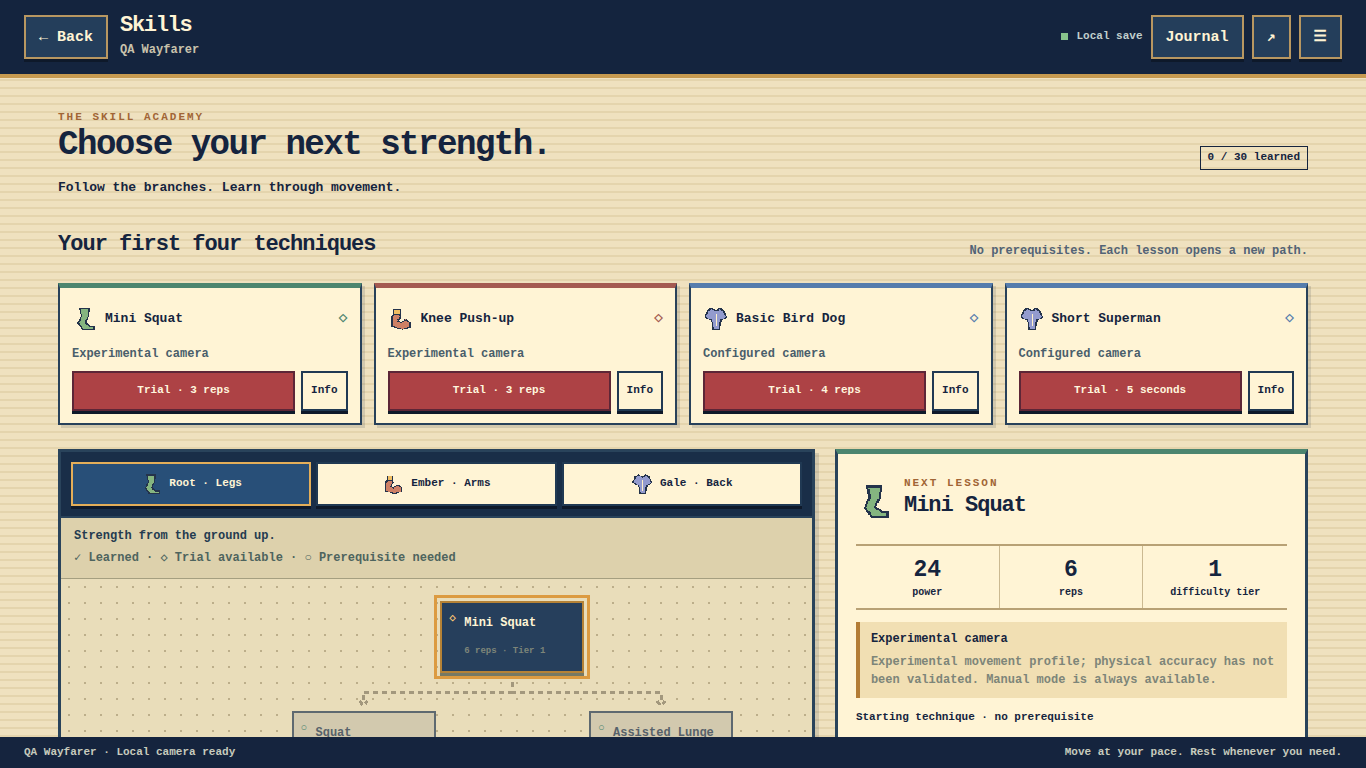 ← Back
Skills
QA Wayfarer
Local save
Journal
↗
☰
THE SKILL ACADEMY
Choose your next strength.
0 / 30 learned
Follow the branches. Learn through movement.
Your first four techniques
No prerequisites. Each lesson opens a new path.
Mini Squat ◇
Experimental camera
Trial · 3 reps
Info
Knee Push-up ◇
Experimental camera
Trial · 3 reps
Info
Basic Bird Dog ◇
Configured camera
Trial · 4 reps
Info
Short Superman ◇
Configured camera
Trial · 5 seconds
Info
Root · Legs
Ember · Arms
Gale · Back
Strength from the ground up.
✓ Learned · ◇ Trial available · ○ Prerequisite needed
◇ Mini Squat
6 reps · Tier 1
○ Squat
○ Assisted Lunge
NEXT LESSON
Mini Squat
24
power
6
reps
1
difficulty tier
Experimental camera
Experimental movement profile; physical accuracy has not
been validated. Manual mode is always available.
Starting technique · no prerequisite
QA Wayfarer · Local camera ready
Move at your pace. Rest whenever you need.